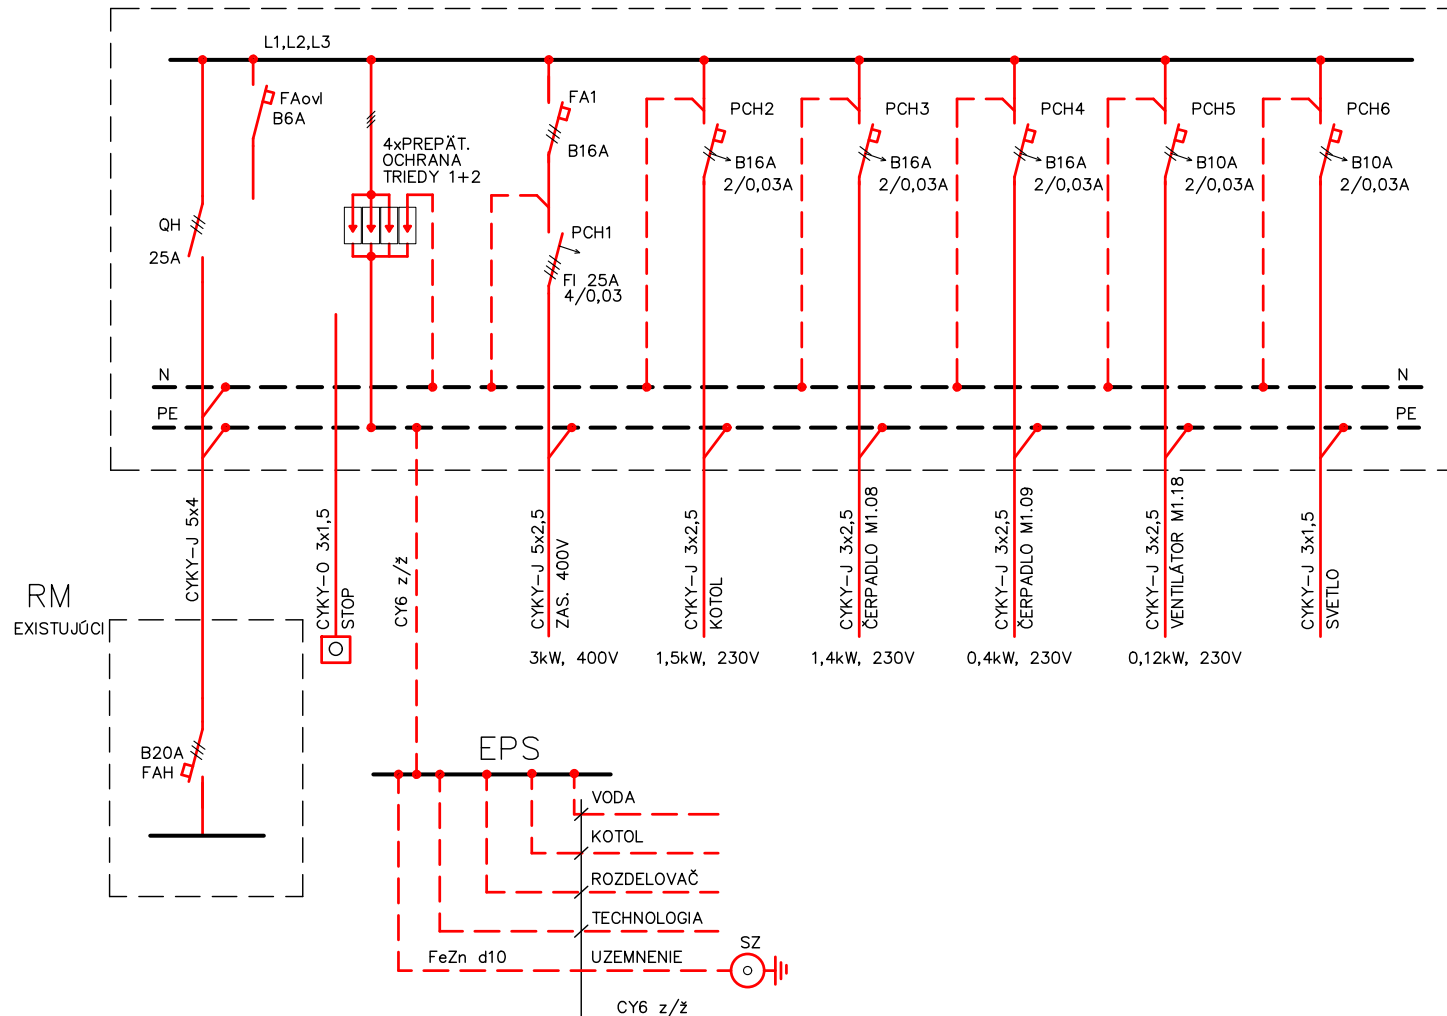 L1,L2,L3
FAovl
B6A
4xPREPÄT.
OCHRANA
TRIEDY 1+2
FA1
B16A
PCH1
FI 25A
4/0,03
PCH2
B16A
2/0,03A
PCH3
B16A
2/0,03A
PCH4
B16A
2/0,03A
PCH5
B10A
2/0,03A
PCH6
B10A
2/0,03A
QH
25A
N
N
PE
PE
CYKY-J 5x4
CYKY-O 3x1,5
STOP
CY6 z/ž
CYKY-J 5x2,5
ZAS. 400V
CYKY-J 3x2,5
KOTOL
CYKY-J 3x2,5
ČERPADLO M1.08
CYKY-J 3x2,5
ČERPADLO M1.09
CYKY-J 3x2,5
VENTILÁTOR M1.18
CYKY-J 3x1,5
SVETLO
3kW, 400V
1,5kW, 230V
1,4kW, 230V
0,4kW, 230V
0,12kW, 230V
RM
EXISTUJÚCI
B20A
FAH
EPS
VODA
KOTOL
ROZDELOVAČ
TECHNOLOGIA
FeZn d10
UZEMNENIE
SZ
CY6 z/ž